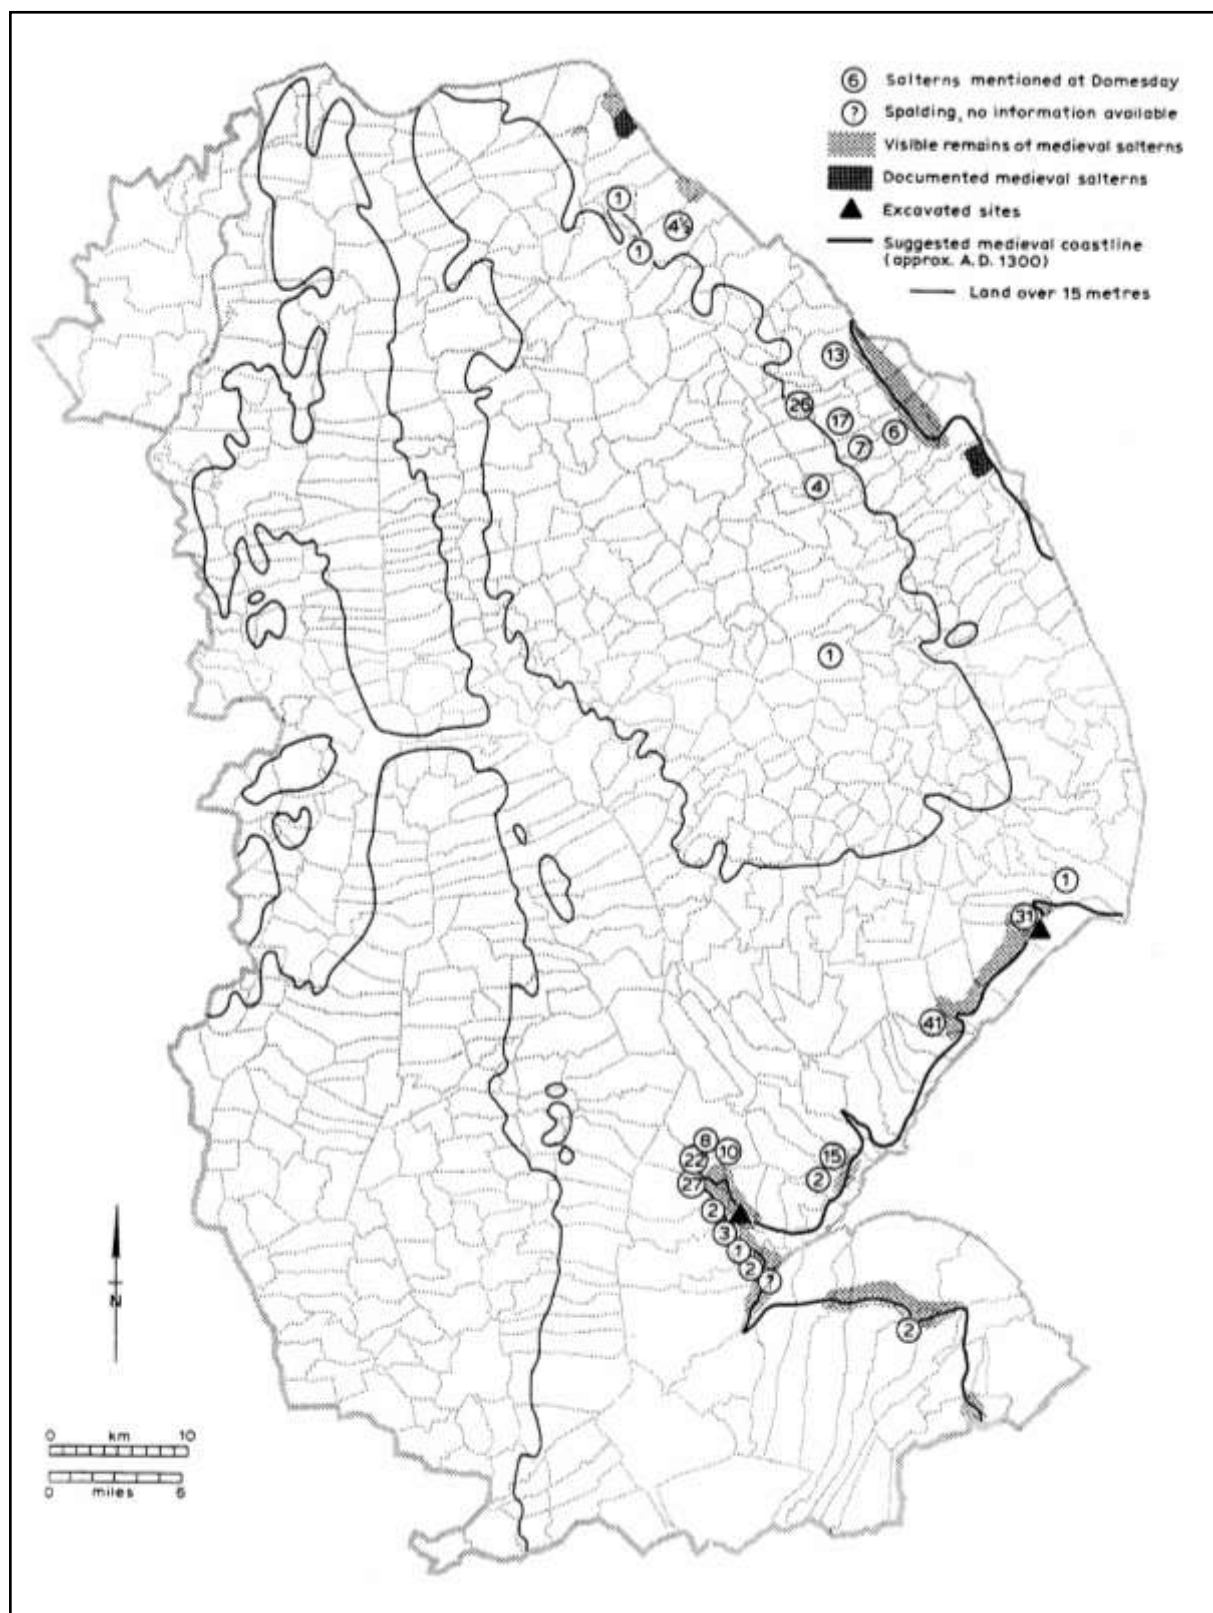 6 Salterns mentioned at Domesday
? Spalding, no information available
Visible remains of medieval salterns
Documented medieval salterns
Excavated sites
Suggested medieval coastline
(approx. A.D. 1300)
Land over 15 metres
1
4½
1
13
26
17
6
7
4
1
1
31
41
8
10
15
22
2
27
2
3
1
2
?
2
N
0 km 10
0 miles 6